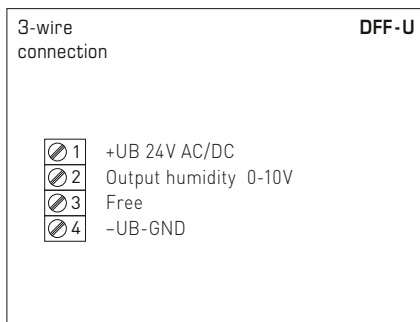 3-wire
connection
DFF-U
1 +UB 24V AC/DC
2 Output humidity 0-10V
3 Free
4 –UB-GND